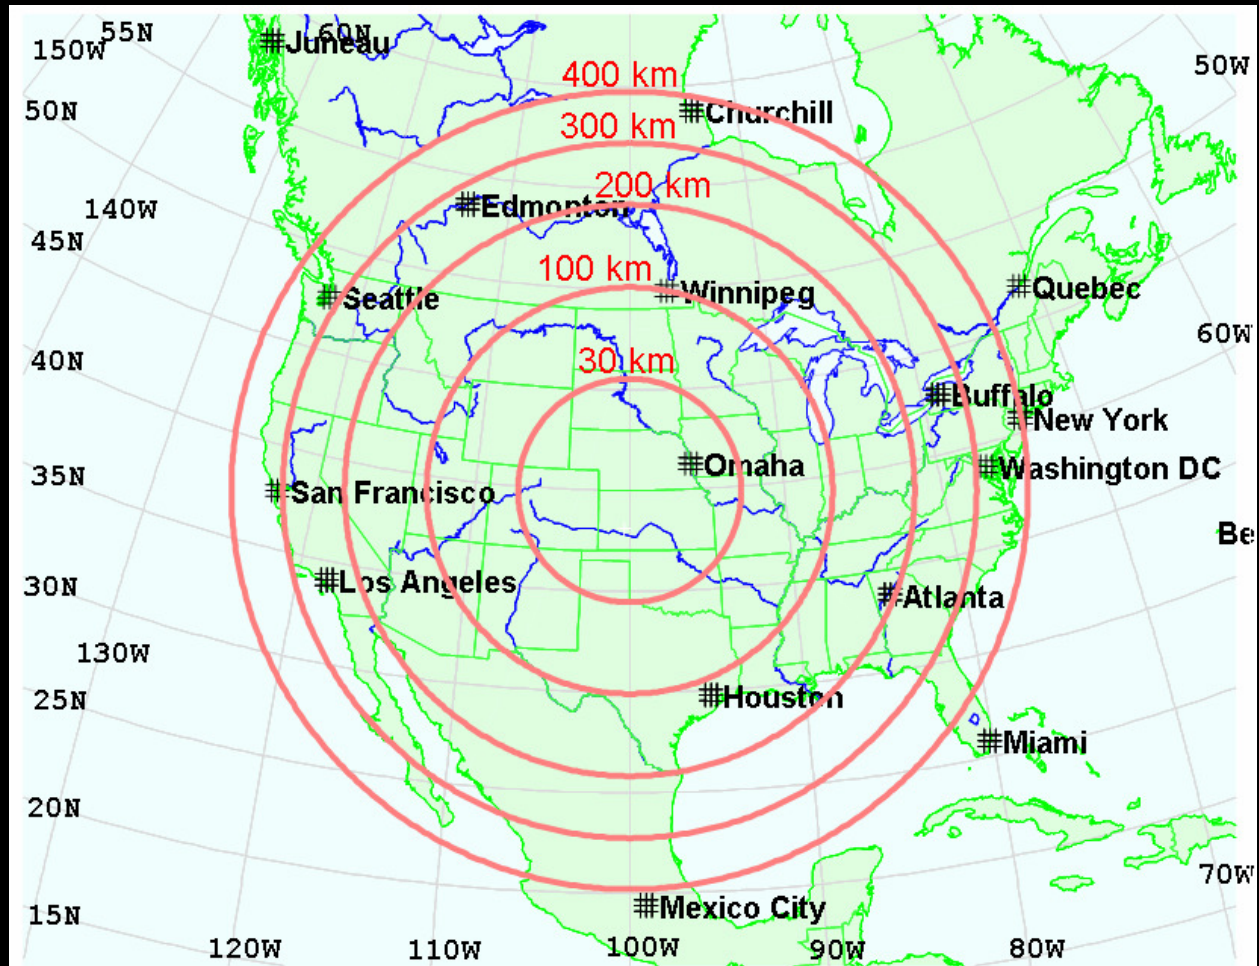 55N
60N
150W
Juneau
50W
400 km
50N
Churchill
300 km
200 km
140W
Edmonton
45N
100 km
Quebec
Seattle
Winnipeg
60W
40N
30 km
Buffalo
New York
35N
Omaha
Washington DC
San Francisco
Be
30N
Los Angeles
Atlanta
130W
25N
Houston
Miami
20N
70W
15N
Mexico City
120W
110W
100W
90W
80W